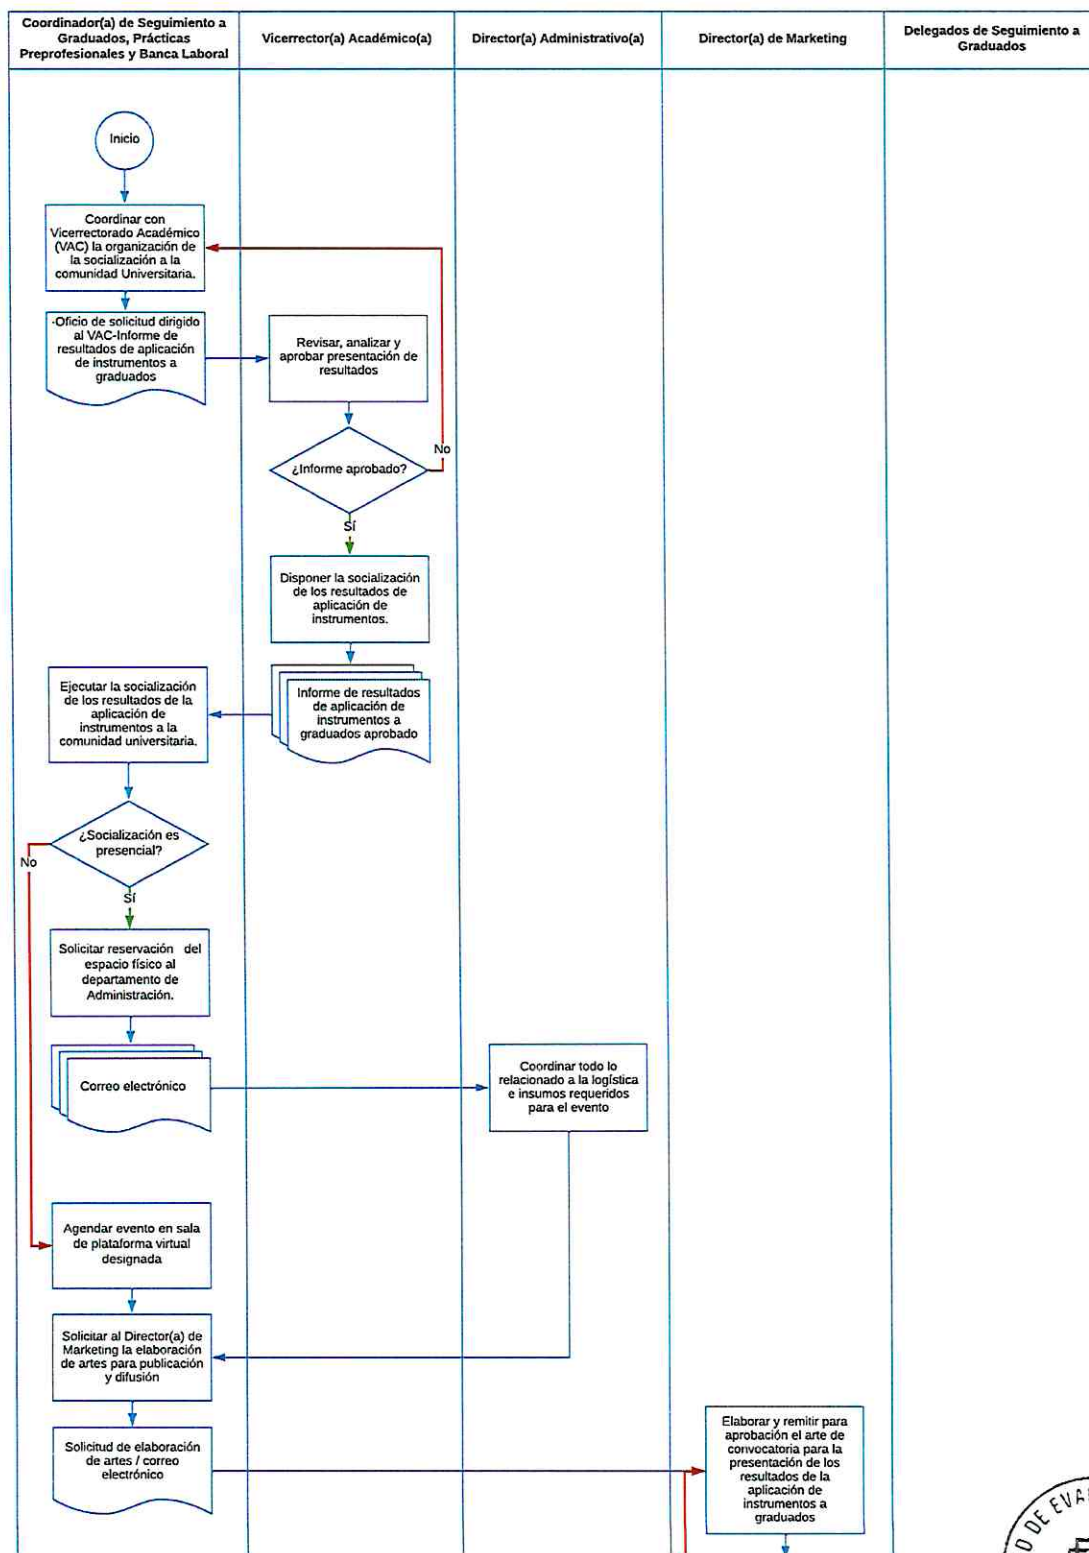 Coordinador(a) de Seguimiento a
Graduados, Prácticas
Preprofesionales y Banca Laboral
Vicerrector(a) Académico(a)
Director(a) Administrativo(a)
Director(a) de Marketing
Delegados de Seguimiento a
Graduados
Inicio
Coordinar con
Vicerrectorado Académico
(VAC) la organización de
la socialización a la
comunidad Universitaria.
-Oficio de solicitud dirigido
al VAC-Informe de
resultados de aplicación
de instrumentos a
graduados
Revisar, analizar y
aprobar presentación de
resultados
No
¿Informe aprobado?
Sí
Disponer la socialización
de los resultados de
aplicación de
instrumentos.
Informe de resultados
de aplicación de
instrumentos a
graduados aprobado
Ejecutar la socialización
de los resultados de la
aplicación de
instrumentos a la
comunidad universitaria.
¿Socialización es
presencial?
No
Sí
Solicitar reservación del
espacio físico al
departamento de
Administración.
Correo electrónico
Coordinar todo lo
relacionado a la logística
e insumos requeridos
para el evento
Agendar evento en sala
de plataforma virtual
designada
Solicitar al Director(a) de
Marketing la elaboración
de artes para publicación
y difusión
Solicitud de elaboración
de artes / correo
electrónico
Elaborar y remitir para
aprobación el arte de
convocatoria para la
presentación de los
resultados de la
aplicación de
instrumentos a
graduados
DE